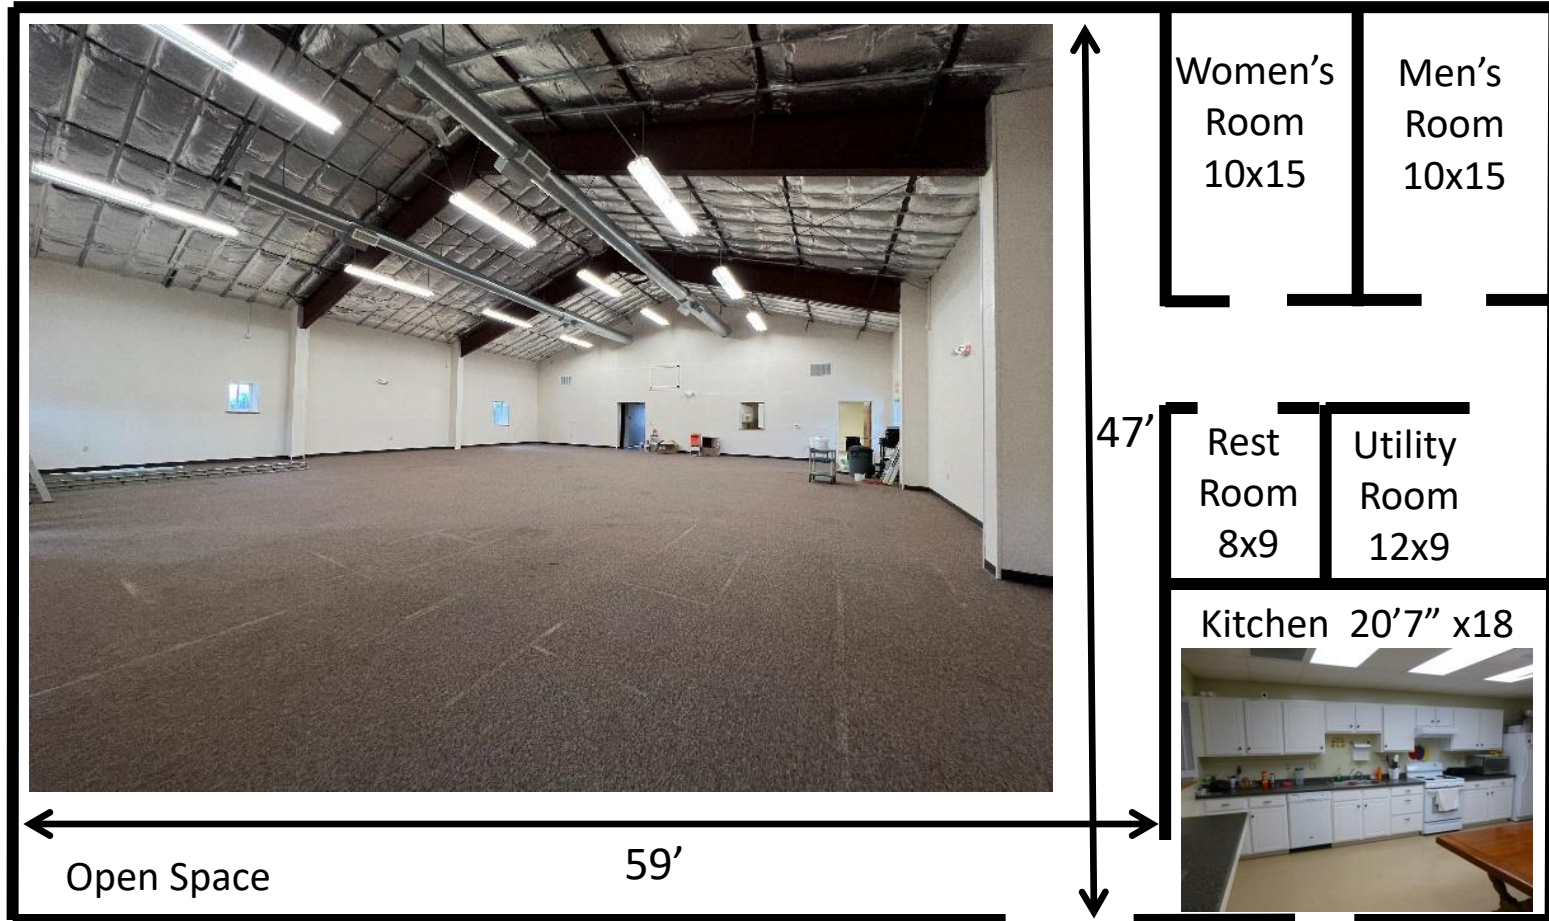 Women’s
Room
10x15
Men’s
Room
10x15
47’
Rest
Room
8x9
Utility
Room
12x9
Kitchen 20’7” x18
59’
Open Space